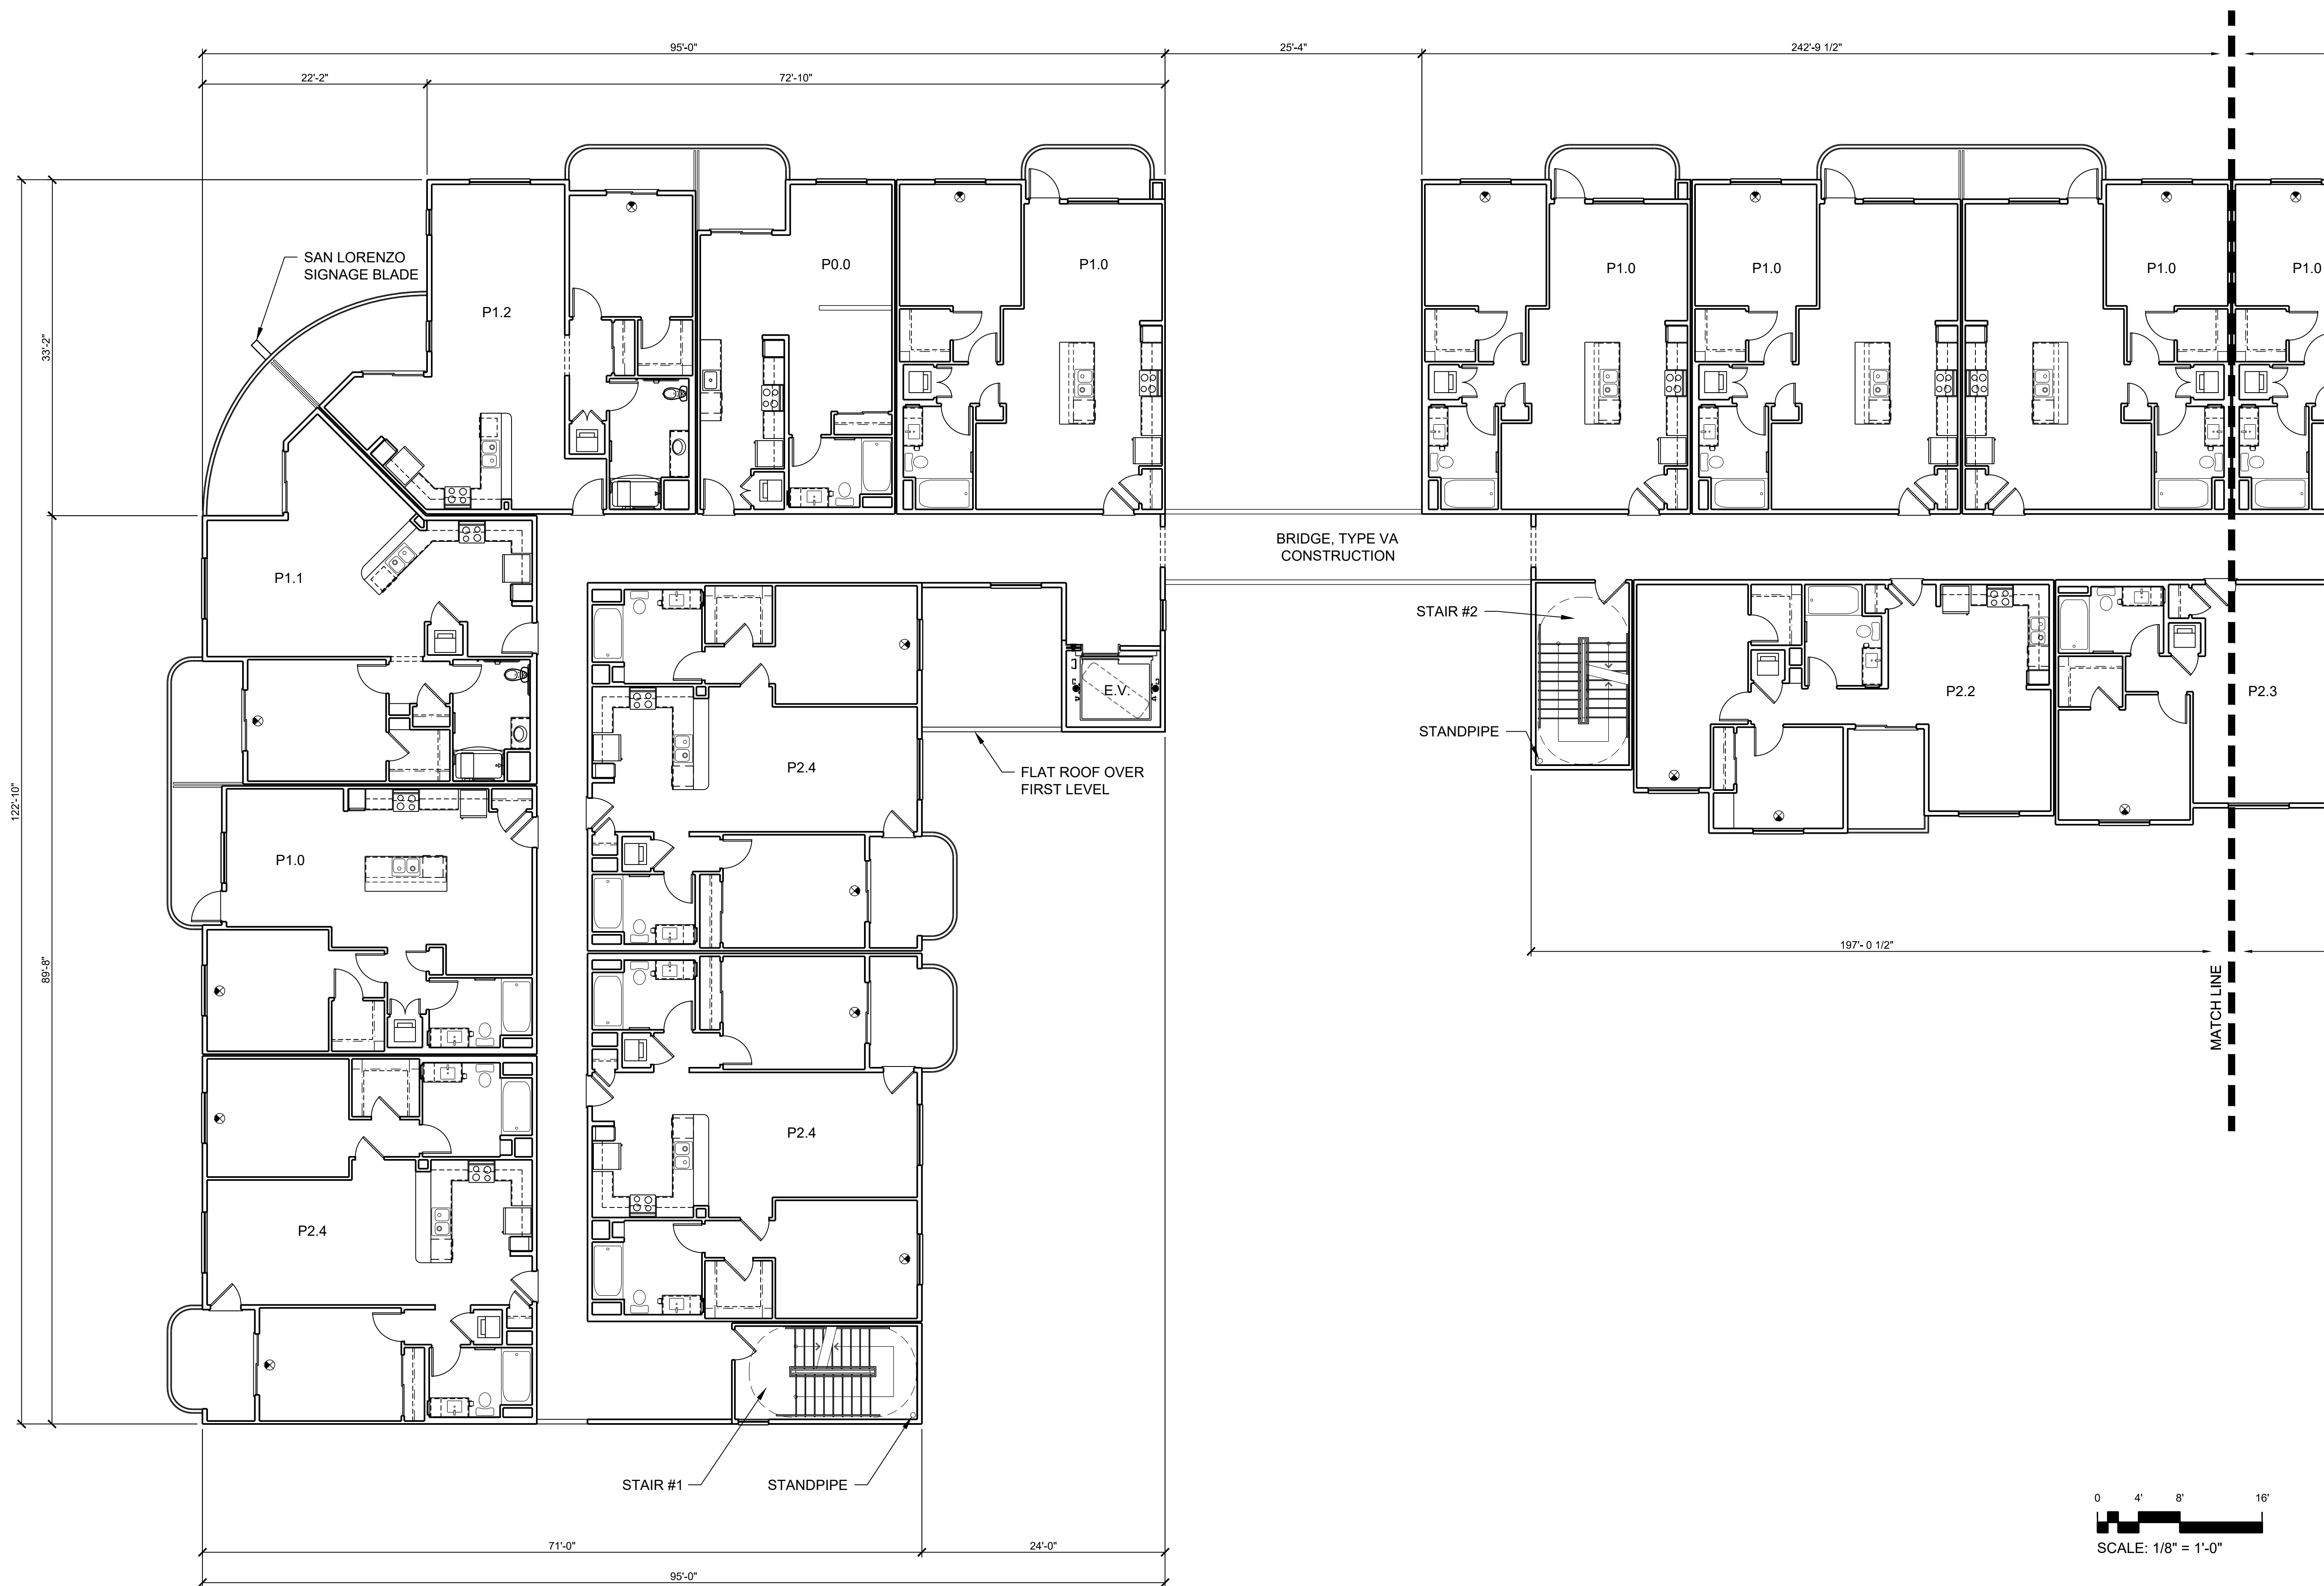 95'-0"
25'-4"
242'-9 1/2"
22'-2"
72'-10"
SAN LORENZO
SIGNAGE BLADE
P1.2
P0.0
P1.0
P1.0
P1.0
P1.0
P1.0
33'-2"
BRIDGE, TYPE VA
CONSTRUCTION
P1.1
STAIR #2
E.V.
P2.2
P2.3
STANDPIPE
P2.4
FLAT ROOF OVER
FIRST LEVEL
122'-10"
P1.0
89'-8"
197'- 0 1/2"
MATCH LINE
P2.4
P2.4
STAIR #1
STANDPIPE
0 4' 8' 16'
SCALE: 1/8" = 1'-0"
71'-0"
24'-0"
95'-0"